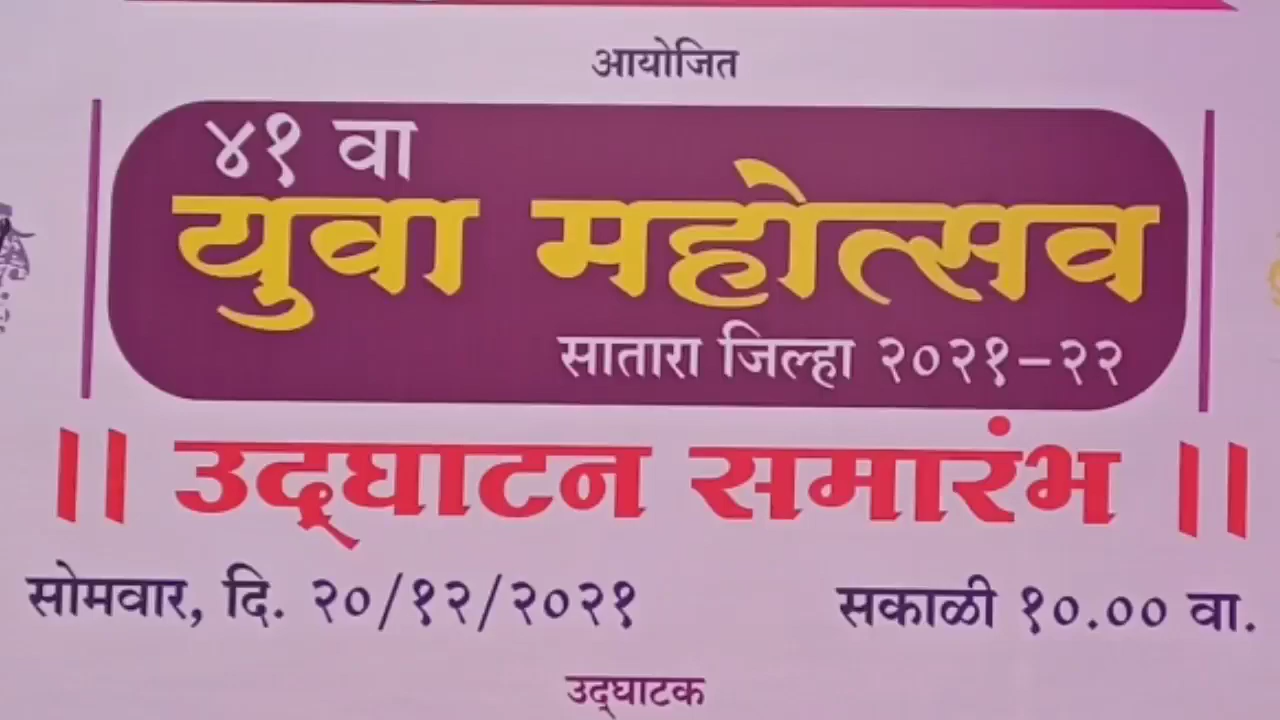 आयोजित
४१ वा
युवा महोत्सव
सातारा जिल्हा २०२१-२२
।। उद्‌घाटन समारंभ ।।
सोमवार, दि. २०/१२/२०२१ सकाळी १०.०० वा.
उद्‌घाटक